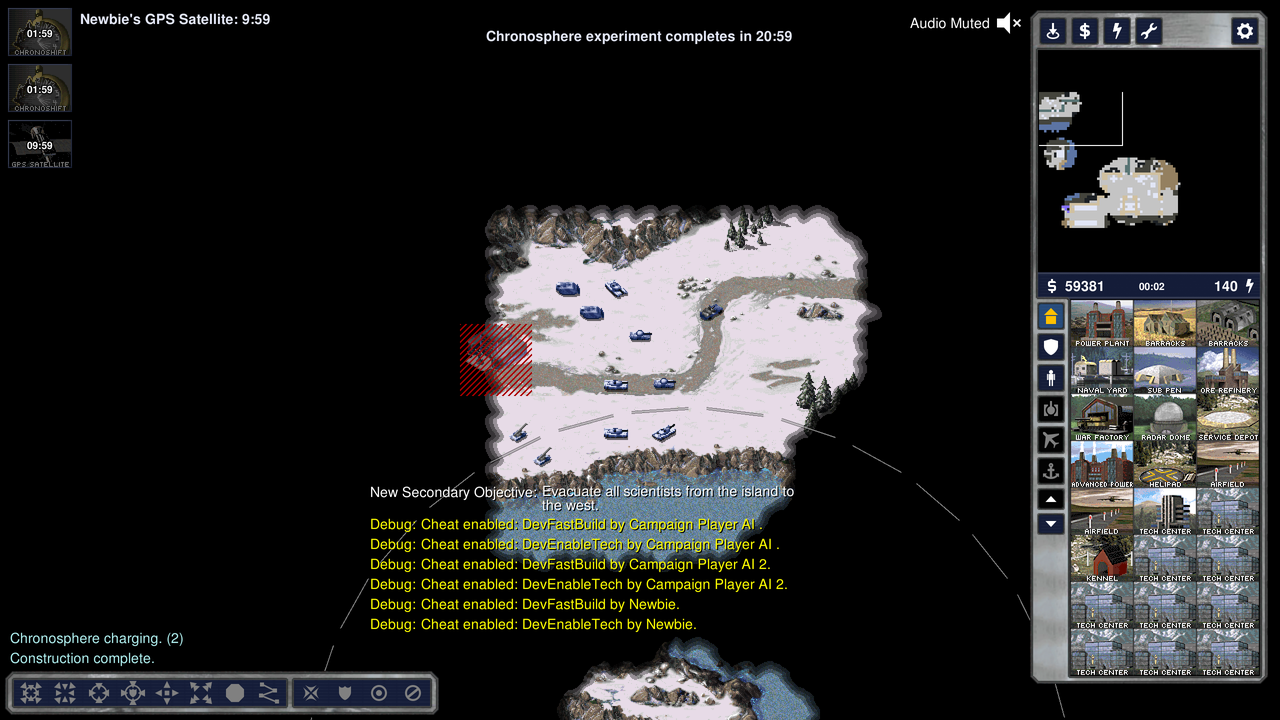 Newbie's GPS Satellite: 9:59
01:59
CHRONOSHIFT
01:59
CHRONOSHIFT
09:59
GPS SATELLITE
Chronosphere experiment completes in 20:59
Audio Muted
$ 59381 00:02 140
POWER PLANT BARRACKS BARRACKS
NAVAL YARD SUB PEN ORE REFINERY
WAR FACTORY RADAR DOME SERVICE DEPOT
ADVANCED POWER HELIPAD AIRFIELD
AIRFIELD TECH CENTER TECH CENTER
KENNEL TECH CENTER TECH CENTER
TECH CENTER TECH CENTER TECH CENTER
TECH CENTER TECH CENTER TECH CENTER
New Secondary Objective: Evacuate all scientists from the island to
the west.
Debug: Cheat enabled: DevFastBuild by Campaign Player AI .
Debug: Cheat enabled: DevEnableTech by Campaign Player AI .
Debug: Cheat enabled: DevFastBuild by Campaign Player AI 2.
Debug: Cheat enabled: DevEnableTech by Campaign Player AI 2.
Debug: Cheat enabled: DevFastBuild by Newbie.
Debug: Cheat enabled: DevEnableTech by Newbie.
Chronosphere charging. (2)
Construction complete.